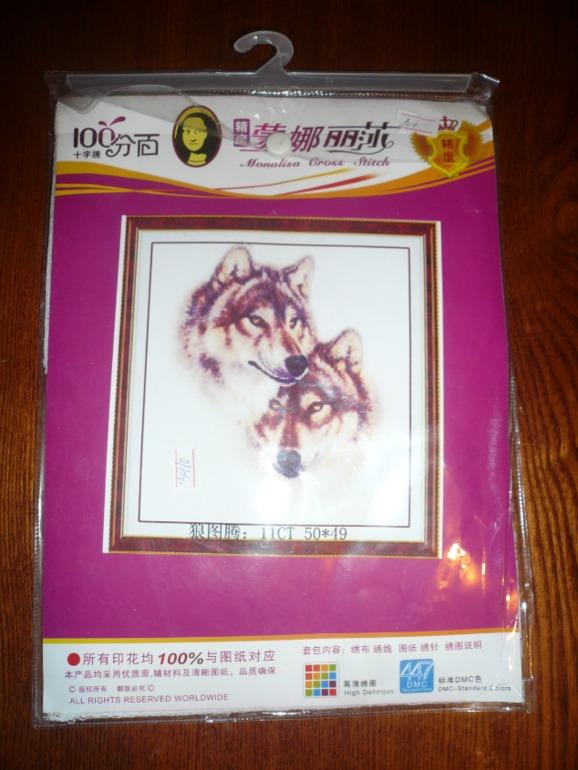 100分百
十字绣
精度
蒙娜丽莎
Monalisa Cross Stitch
精度
狼图腾：11CT 50*49
所有印花均100%与图纸对应
本产品均采用优质原,辅材料及清晰图纸，品质确保
© 版权所有 翻版必究 ©
ALL RIGHTS RESERVED WORLDWIDE
套包内容：绣布 绣线 图纸 绣针 绣图说明
高清绣图
High Definition
447
DMC
标准DMC色
DMC-Standard Colors